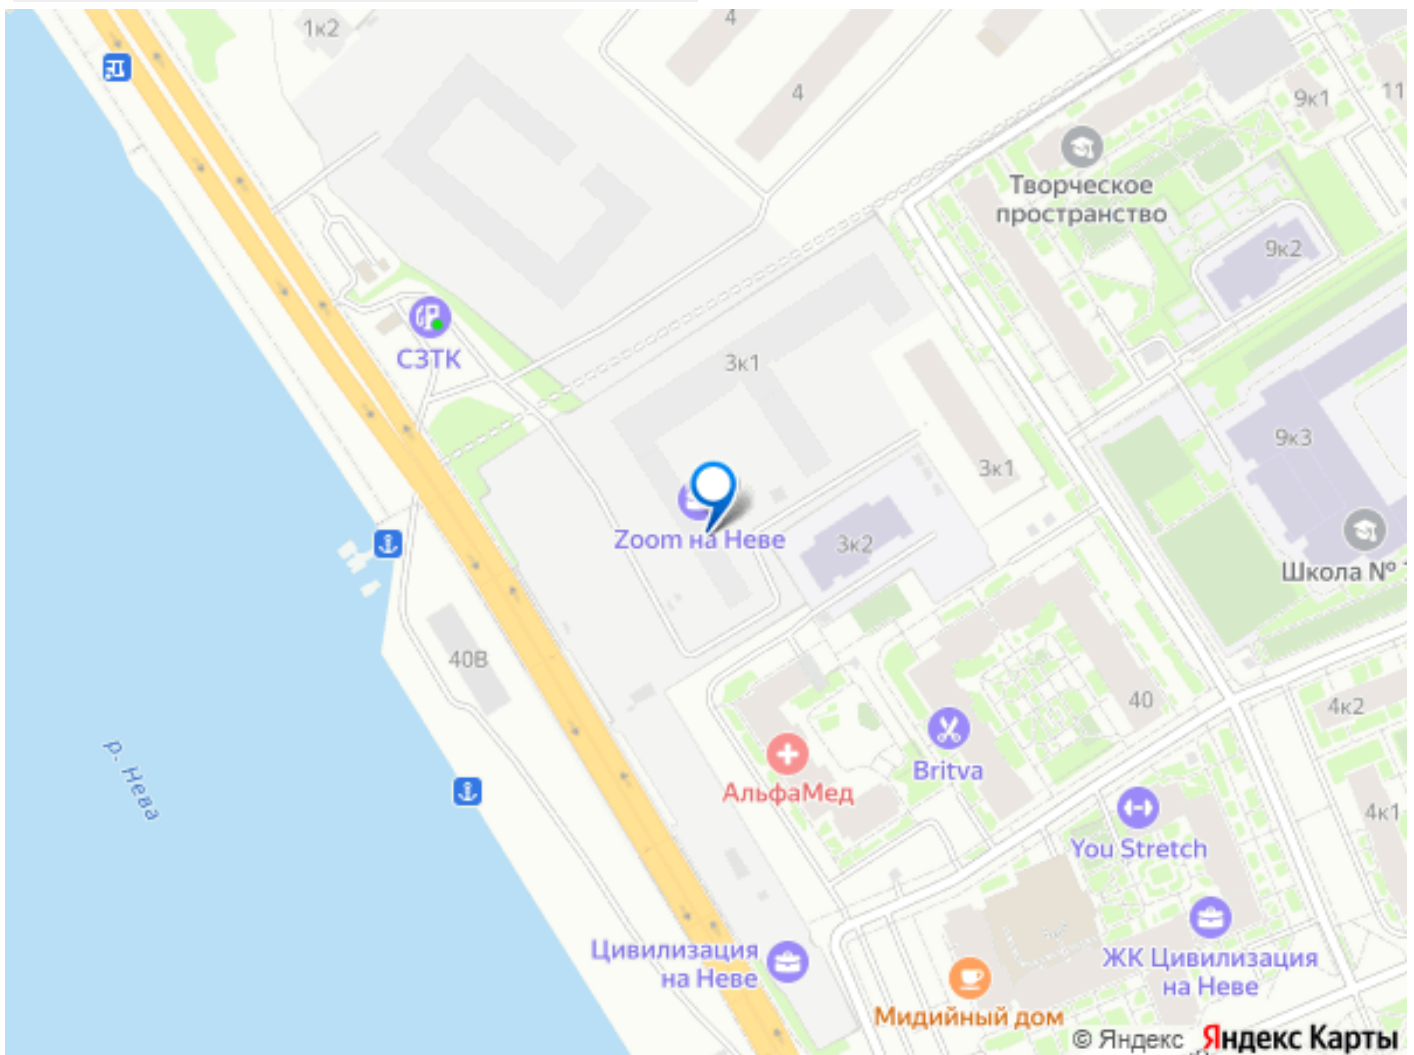 1к2
4
4
9к1
11
Творческое
пространство
9к2
СЗТК
3к1
9к3
3к1
Zoom на Неве
3к2
Школа №
40В
40
4к2
р. Нева
Britva
АльфаМед
4к1
You Stretch
Цивилизация
на Неве
ЖК Цивилизация
на Неве
Мидийный дом
© Яндекс Яндекс Карты